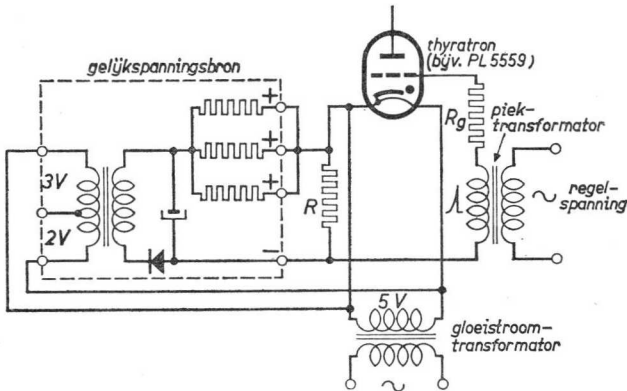 gelijkspanningsbron
thyratron
(bijv. PL 5559)
+
+
+
Rg
piek-
transformator
3V
2V
R
regel-
spanning
−
5 V
gloeistroom-
transformator